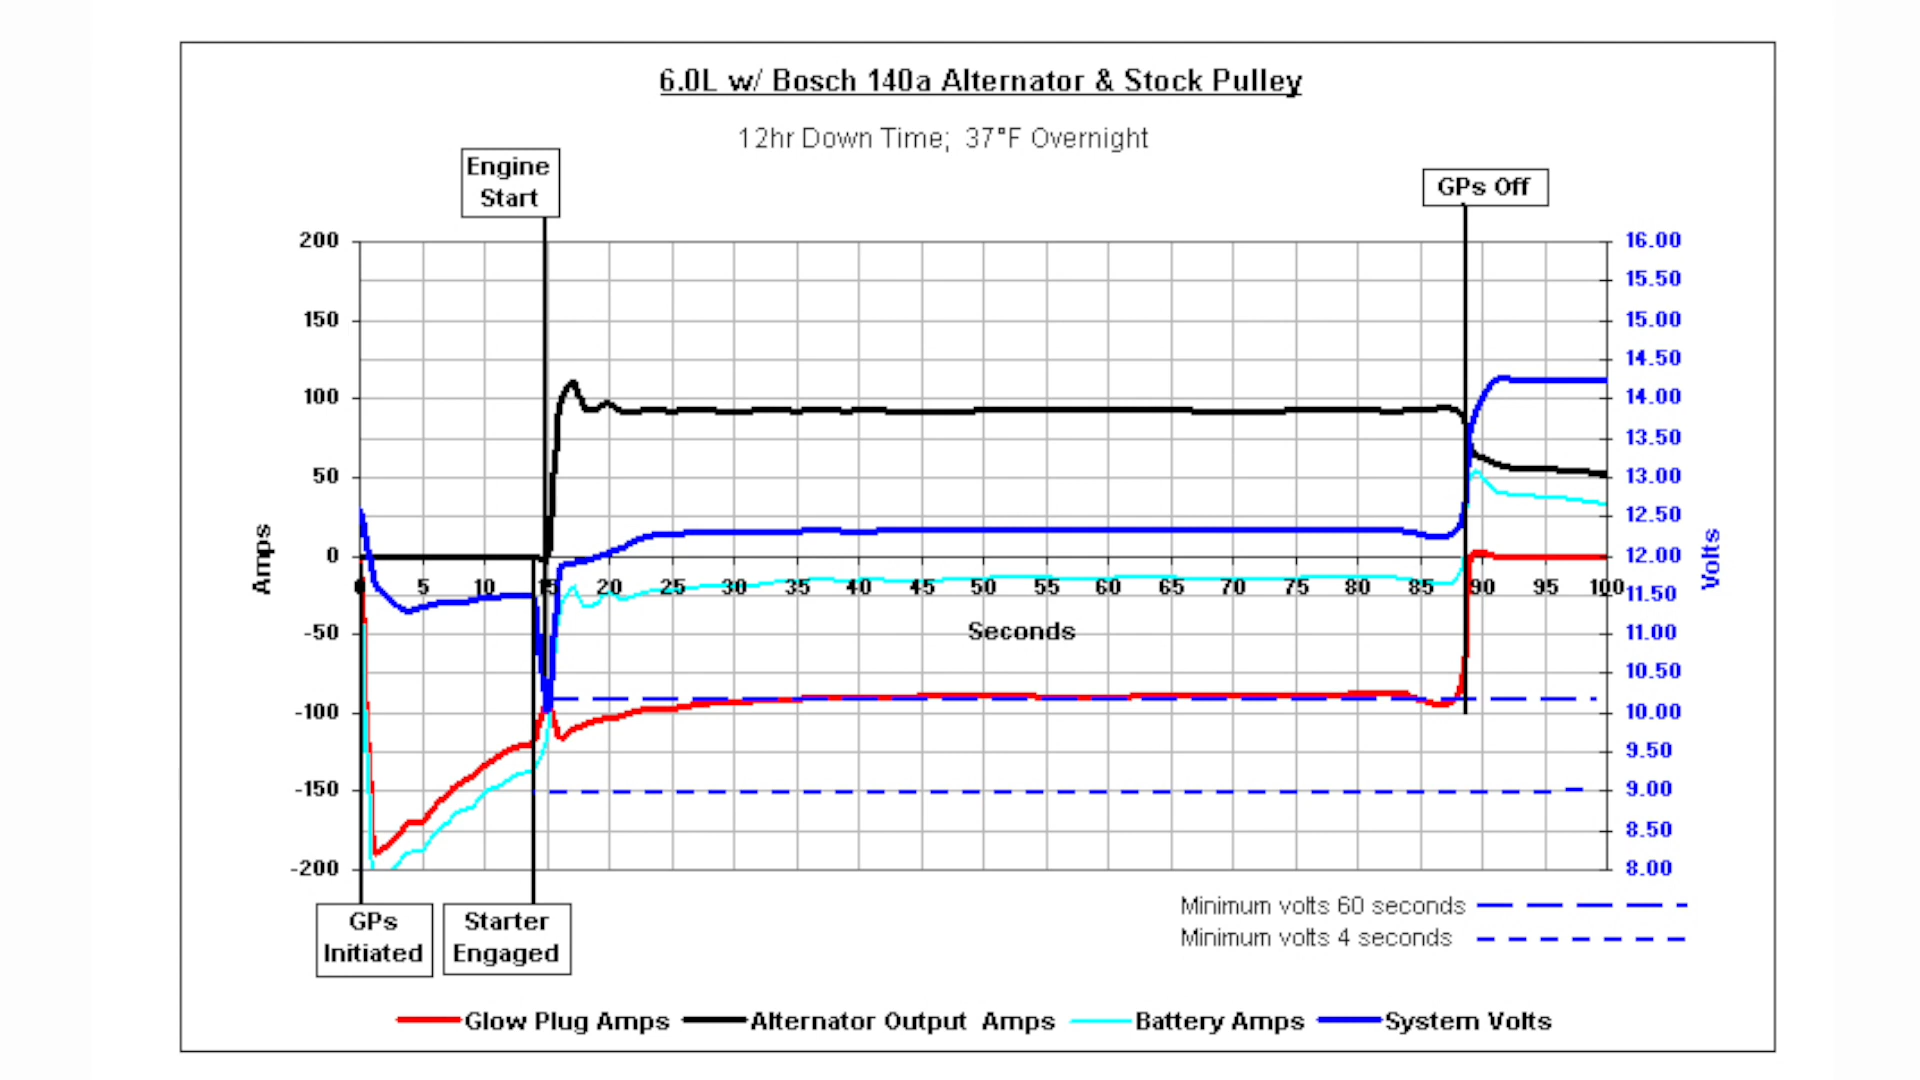 6.0L w/ Bosch 140a Alternator & Stock Pulley
12hr Down Time;  37°F Overnight
Engine
Start
GPs Off
200
150
100
50
0
-50
-100
-150
-200
Amps
16.00
15.50
15.00
14.50
14.00
13.50
13.00
12.50
12.00
11.50
11.00
10.50
10.00
9.50
9.00
8.50
8.00
Volts
0 5 10 15 20 25 30 35 40 45 50 55 60 65 70 75 80 85 90 95 100
Seconds
GPs
Initiated
Starter
Engaged
Minimum volts 60 seconds
Minimum volts 4 seconds
Glow Plug Amps Alternator Output  Amps Battery Amps System Volts